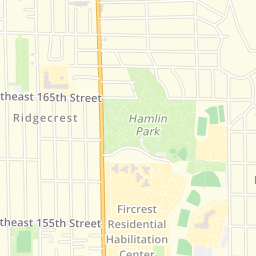 theast 165th Street
Hamlin
Park
Ridgecrest
Fircrest
Residential
Habilitation
Center
theast 155th Street